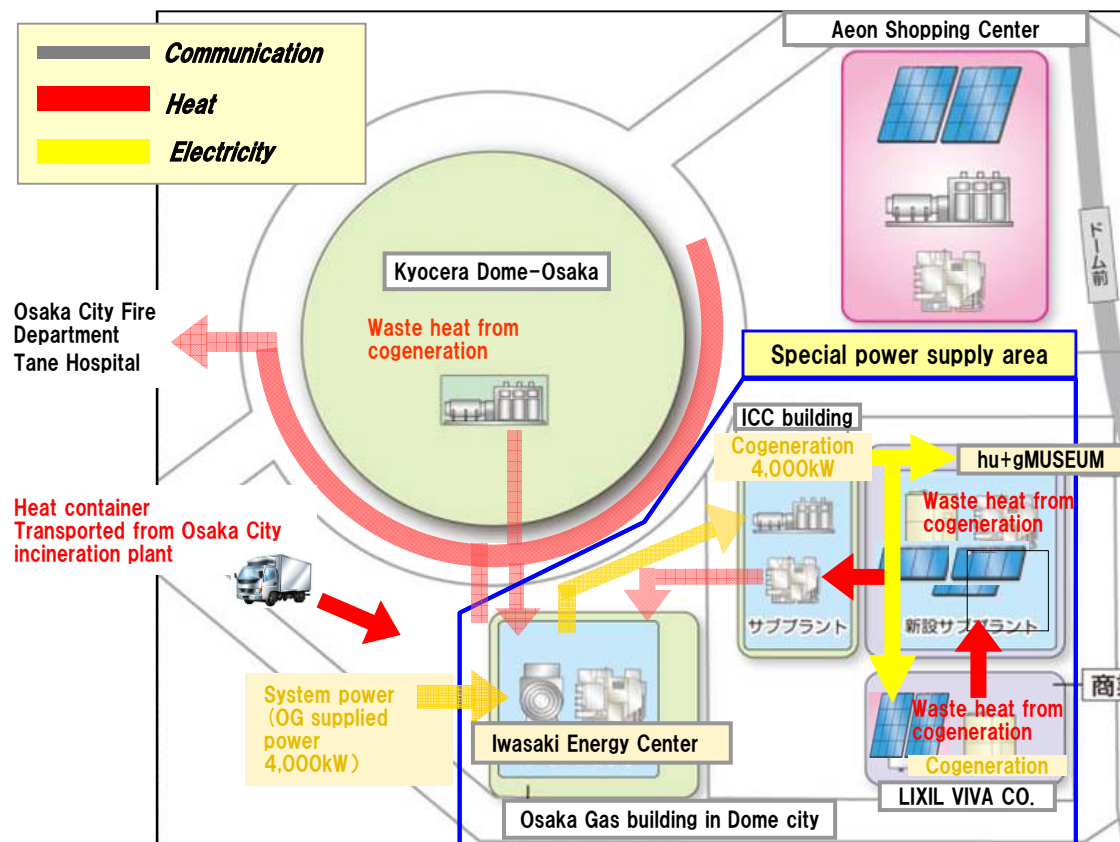 Communication
Heat
Electricity
Aeon Shopping Center
ドーム前
Kyocera Dome-Osaka
Waste heat from
cogeneration
Osaka City Fire
Department
Tane Hospital
Special power supply area
ICC building
Cogeneration
4,000kW
hu+gMUSEUM
Waste heat from
cogeneration
Heat container
Transported from Osaka City
incineration plant
サブプラント
新設サブプラント
System power
(OG supplied
power
4,000kW)
Iwasaki Energy Center
商業
Waste heat from
cogeneration
Cogeneration
LIXIL VIVA CO.
Osaka Gas building in Dome city